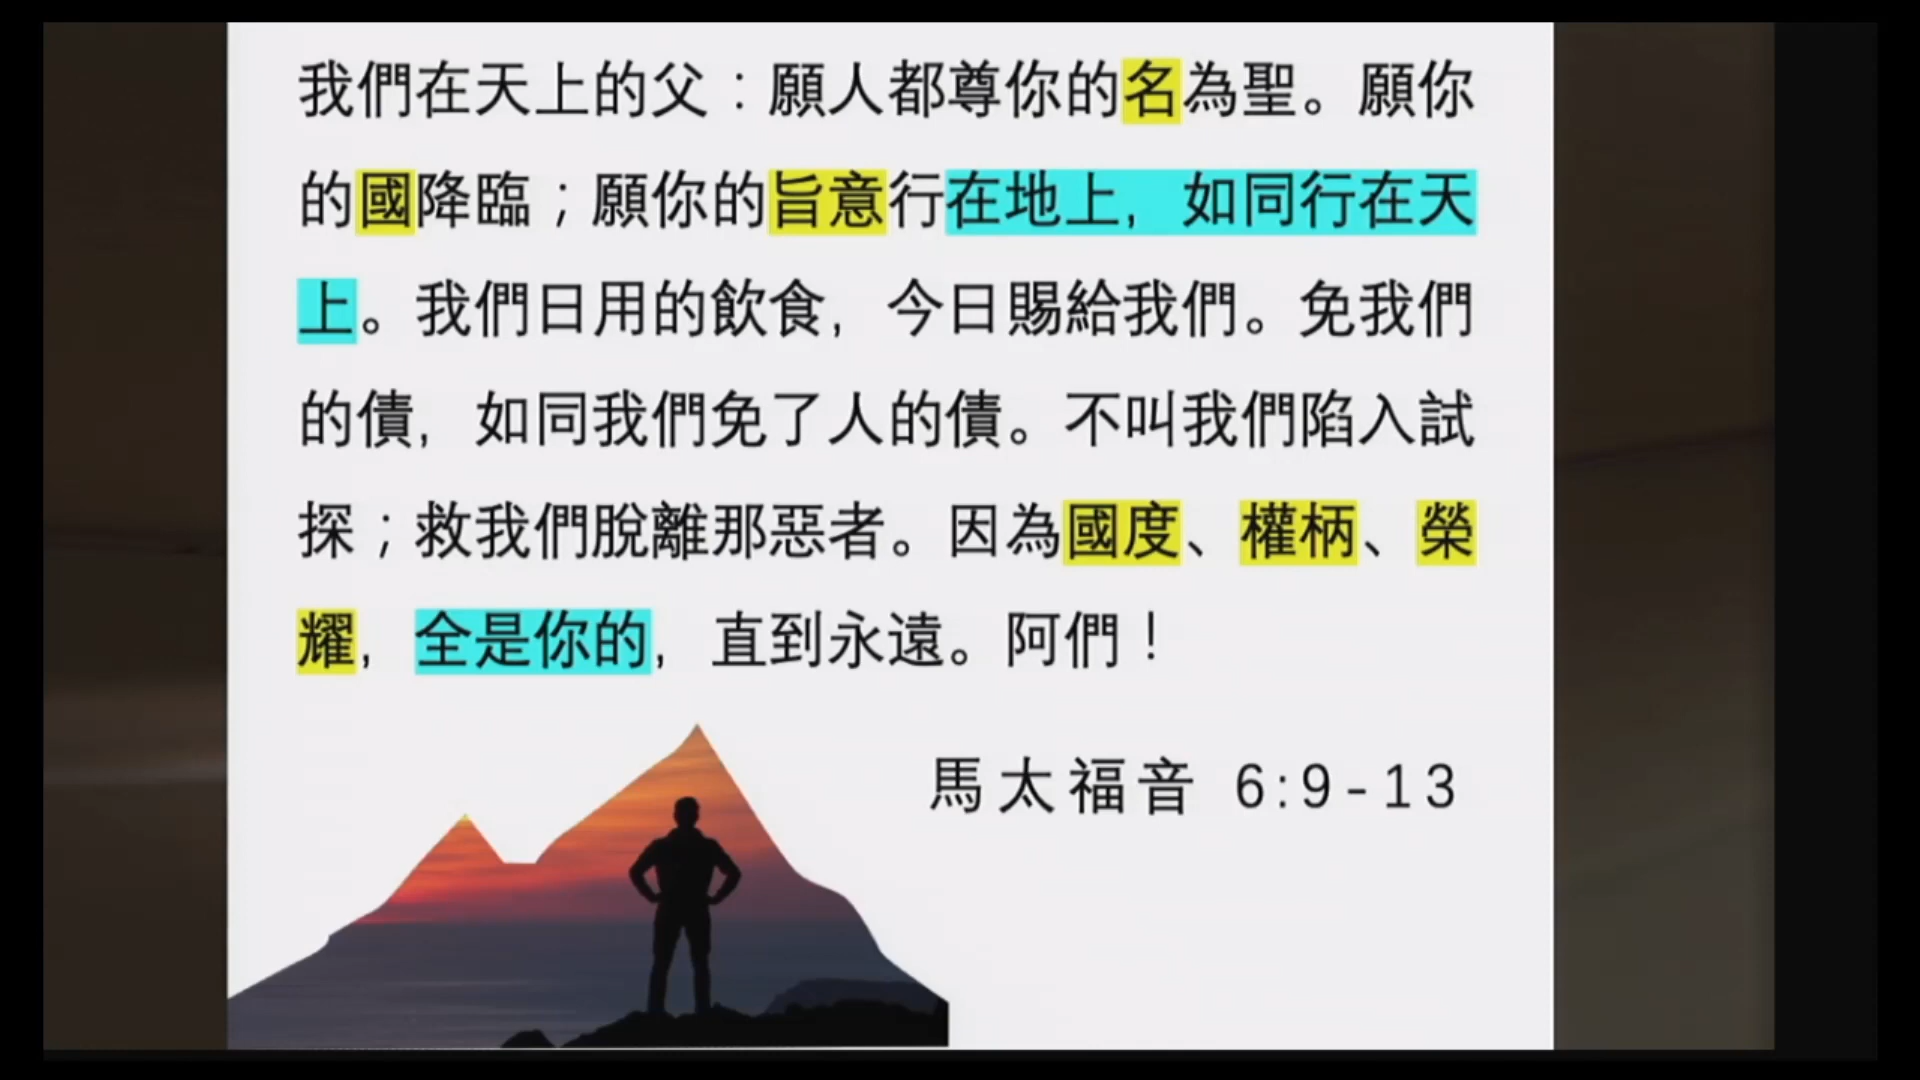 我們在天上的父：願人都尊你的名為聖。願你
的國降臨；願你的旨意行在地上，如同行在天
上。我們日用的飲食，今日賜給我們。免我們
的債，如同我們免了人的債。不叫我們陷入試
探；救我們脫離那惡者。因為國度、權柄、榮
耀，全是你的，直到永遠。阿們！
馬太福音 6:9-13